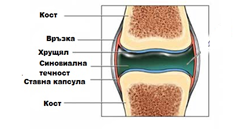 Кост
Връзка
Хрущял
Синовиална
течност
Ставна капсула
Кост